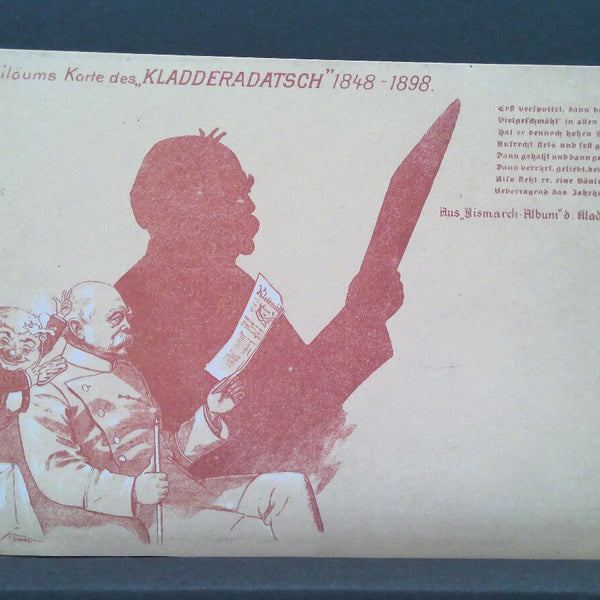 iläums Karte des „KLADDERADATSCH" 1848 - 1898.
Erst verspottet, dann b
Vielgeschmäht in allen
Hat er dennoch hohen
Aufrecht stets und fest g
Dann gehaßt und dann ge
Dann verehrt, geliebt, be
Also steht er, eine Säule
Ueberragend das Jahrh
Aus „Bismarck-Album" d. Klad